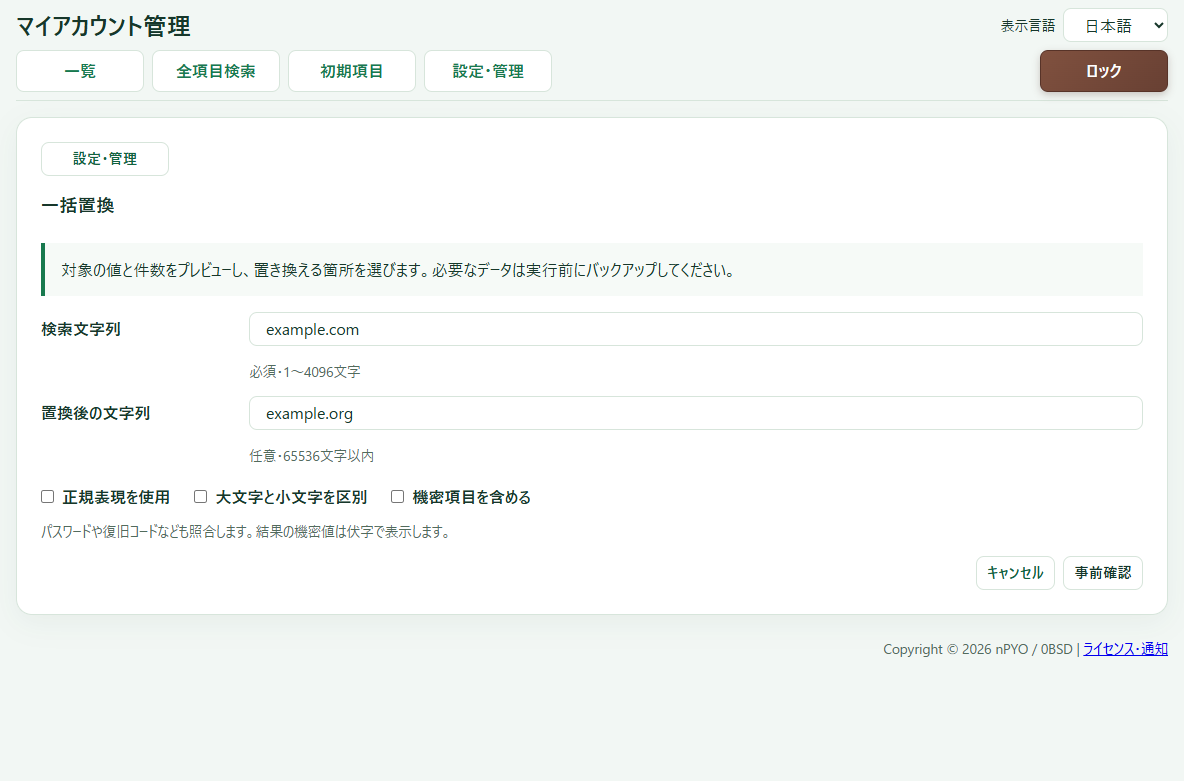 マイアカウント管理
表示言語 日本語
一覧 全項目検索 初期項目 設定・管理 ロック
設定・管理
一括置換
対象の値と件数をプレビューし、置き換える箇所を選びます。必要なデータは実行前にバックアップしてください。
検索文字列 example.com
必須・1～4096文字
置換後の文字列 example.org
任意・65536文字以内
正規表現を使用 大文字と小文字を区別 機密項目を含める
パスワードや復旧コードなども照合します。結果の機密値は伏字で表示します。
キャンセル 事前確認
Copyright © 2026 nPYO / 0BSD | ライセンス・通知